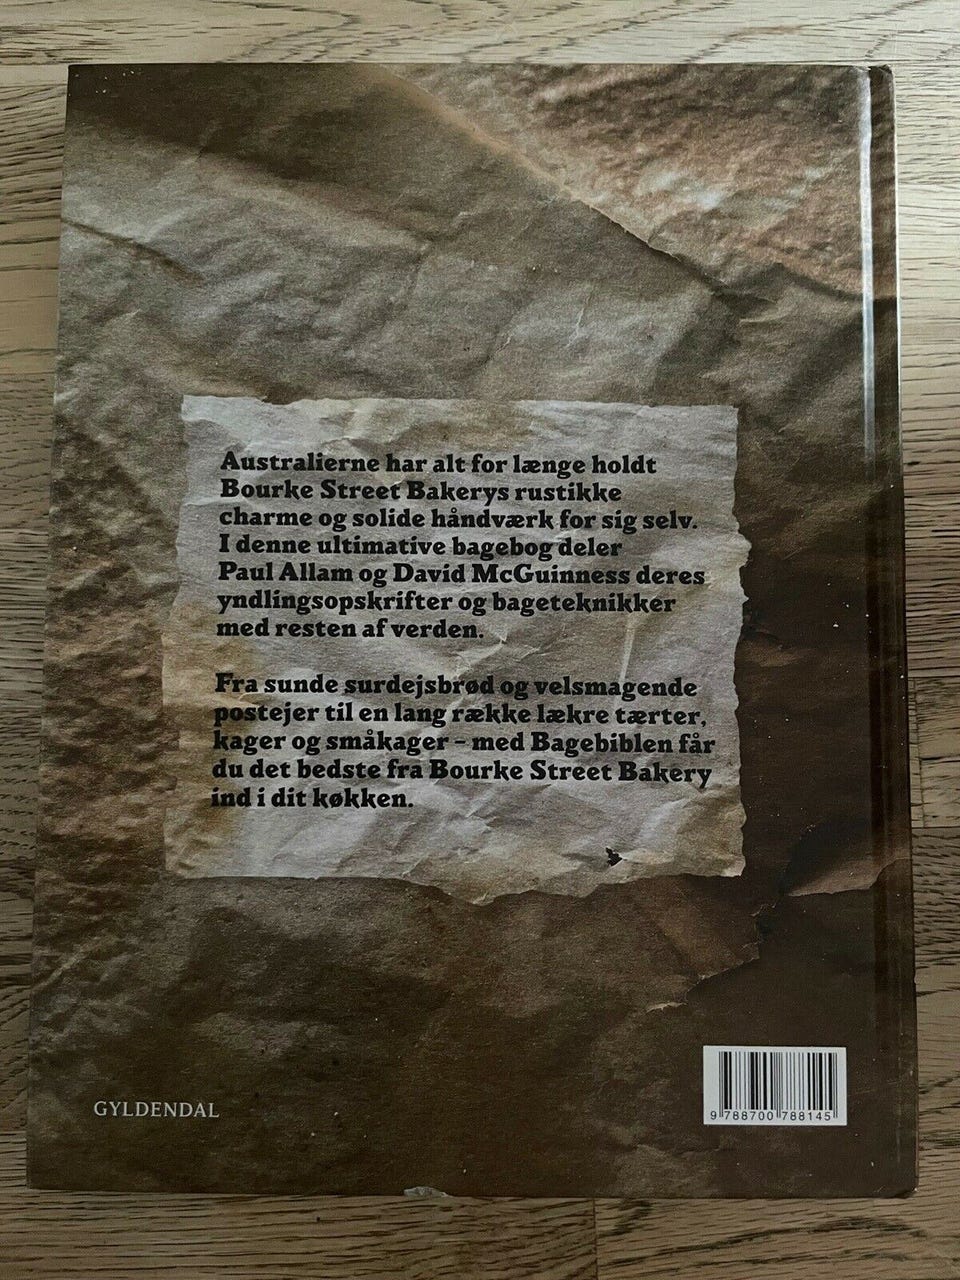 Australierne har alt for længe holdt
Bourke Street Bakerys rustikke
charme og solide håndværk for sig selv.
I denne ultimative bagebog deler
Paul Allam og David McGuinness deres
yndlingsopskrifter og bageteknikker
med resten af verden.
Fra sunde surdejsbrød og velsmagende
postejer til en lang række lækre tærter,
kager og småkager – med Bagebiblen får
du det bedste fra Bourke Street Bakery
ind i dit køkken.
GYLDENDAL
9 788700 788145